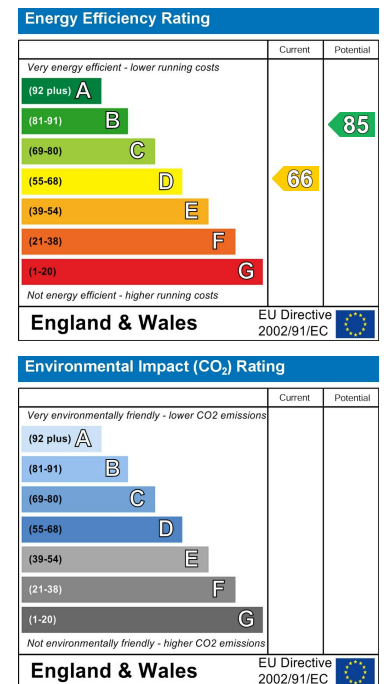 Energy Efficiency Rating
Current Potential
Very energy efficient - lower running costs
(92 plus) A
(81-91) B
85
(69-80) C
(55-68) D
66
(39-54) E
(21-38) F
(1-20) G
Not energy efficient - higher running costs
England & Wales
EU Directive
2002/91/EC
Environmental Impact (CO₂) Rating
Current Potential
Very environmentally friendly - lower CO2 emissions
(92 plus) A
(81-91) B
(69-80) C
(55-68) D
(39-54) E
(21-38) F
(1-20) G
Not environmentally friendly - higher CO2 emissions
England & Wales
EU Directive
2002/91/EC